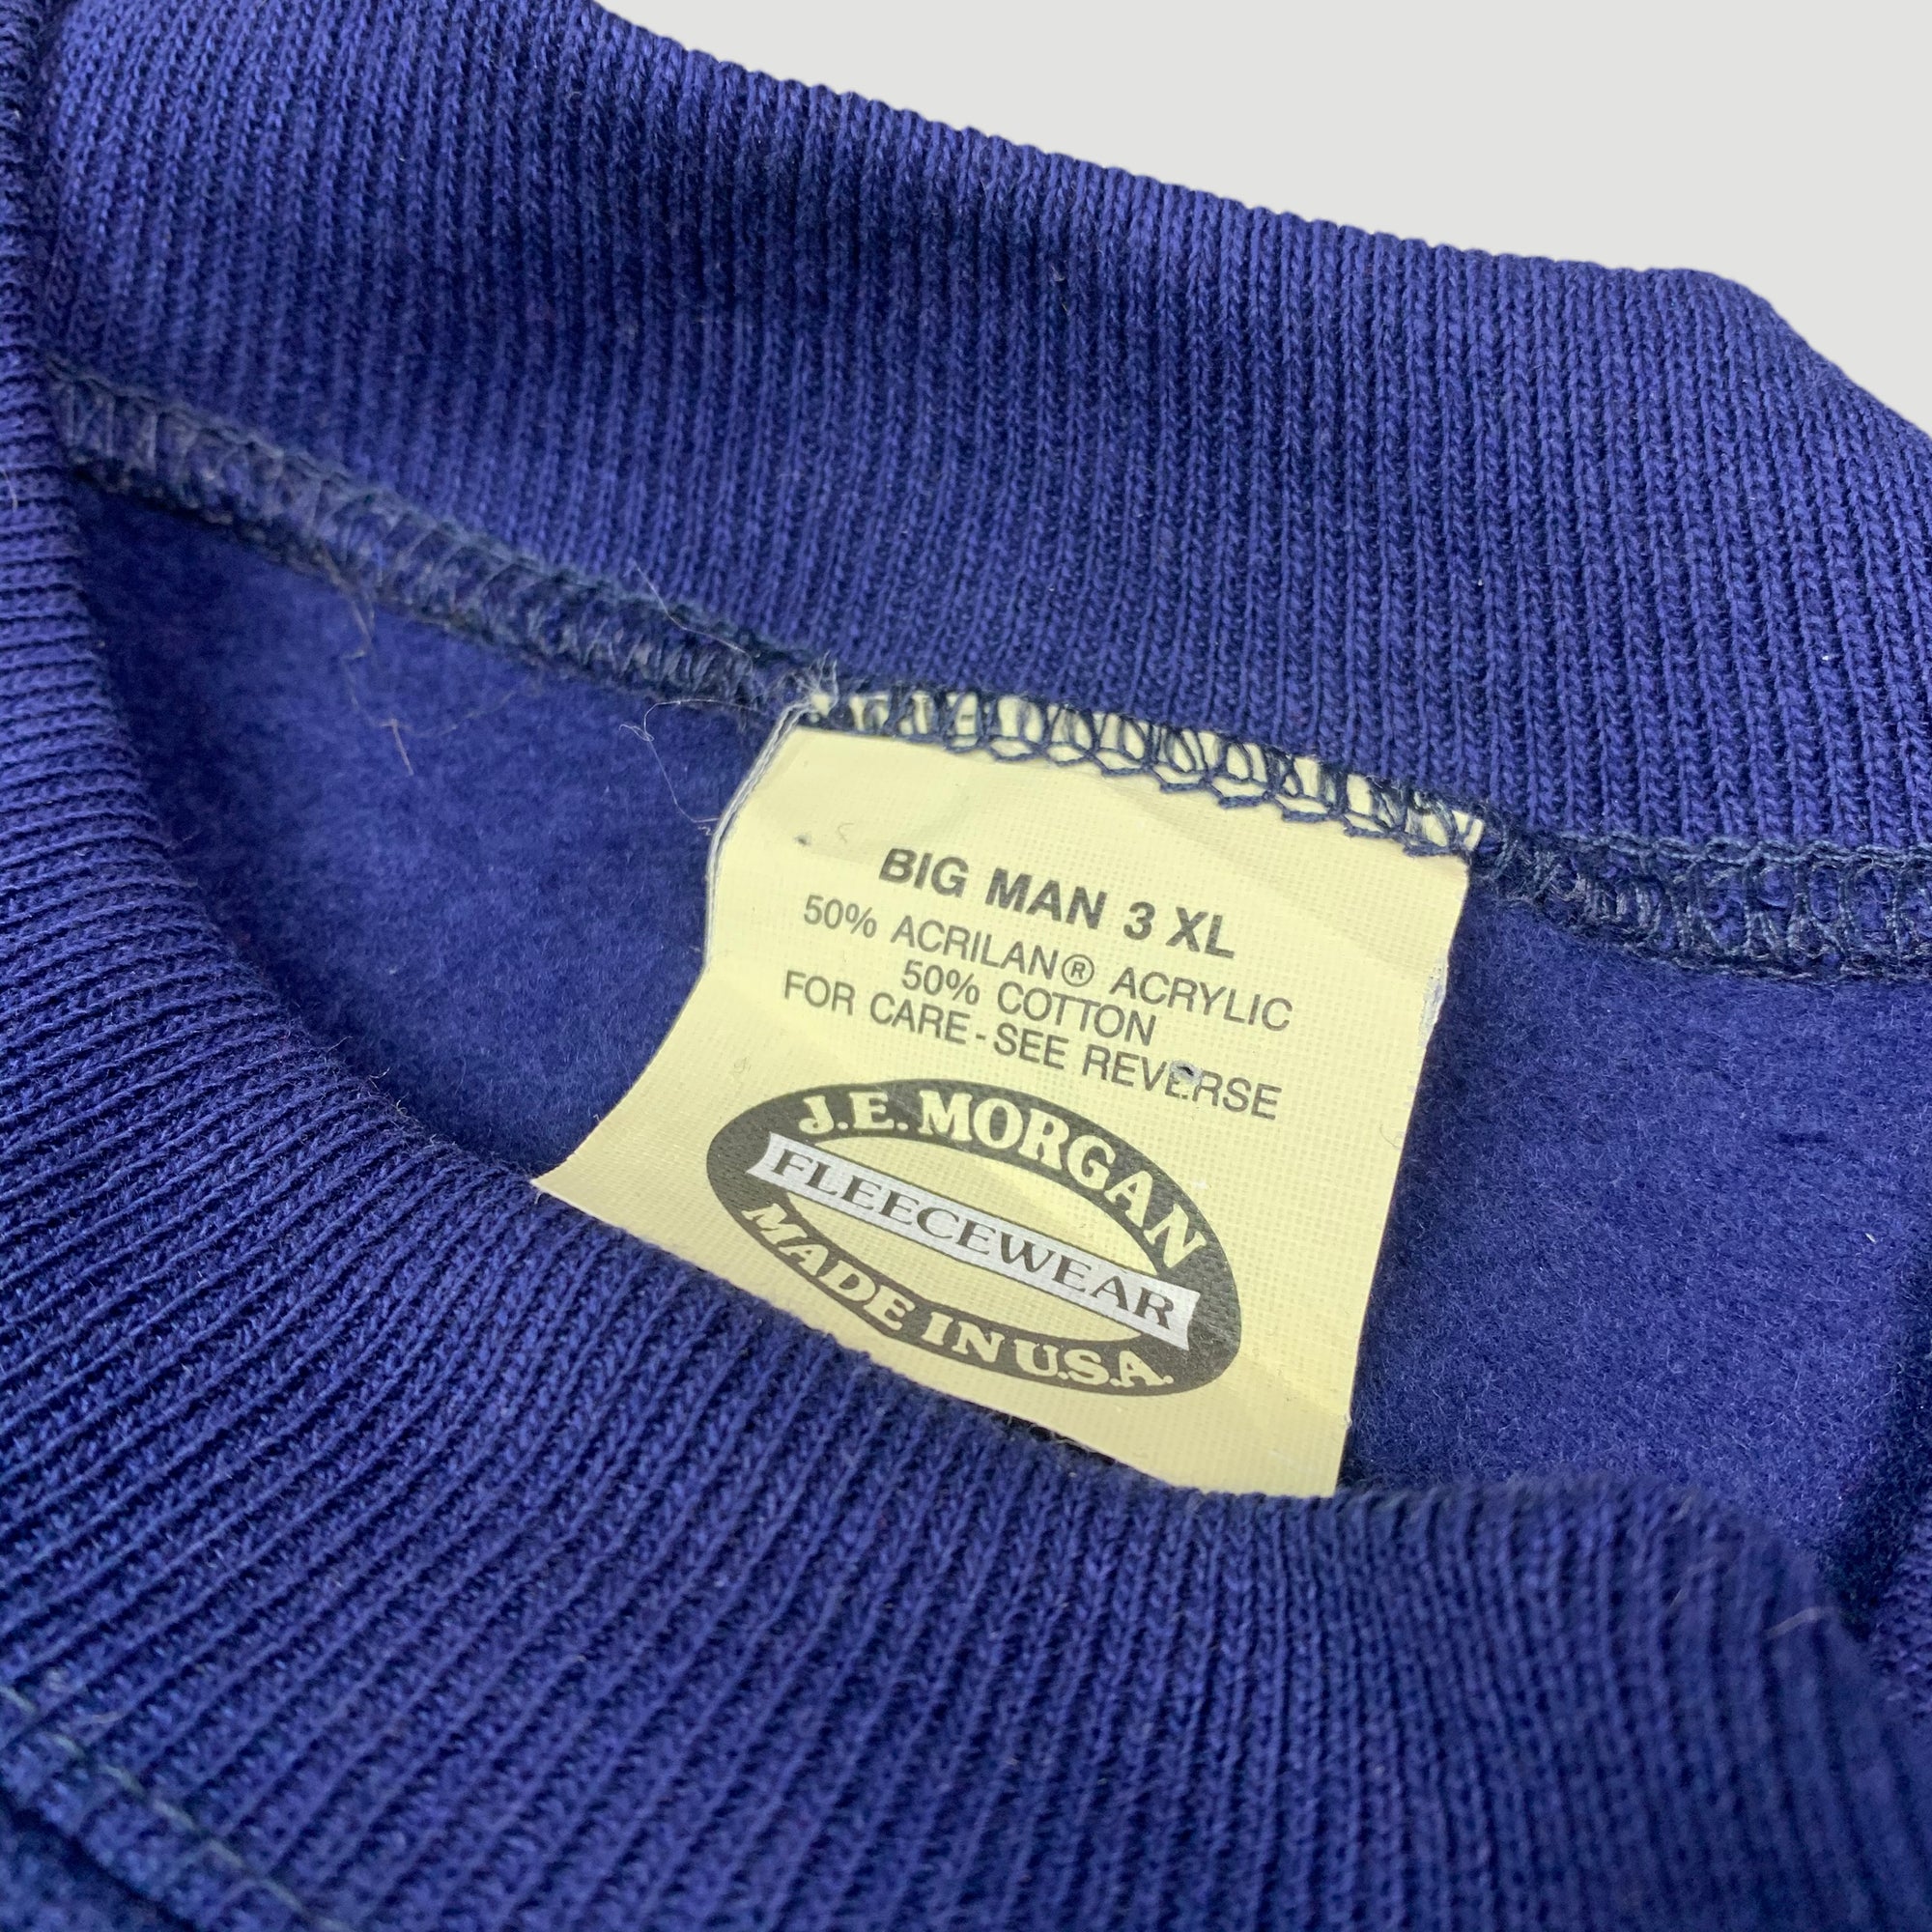 BIG MAN 3 XL
50% ACRILAN® ACRYLIC
50% COTTON
FOR CARE - SEE REVERSE
J.E. MORGAN
FLEECEWEAR
MADE IN U.S.A.